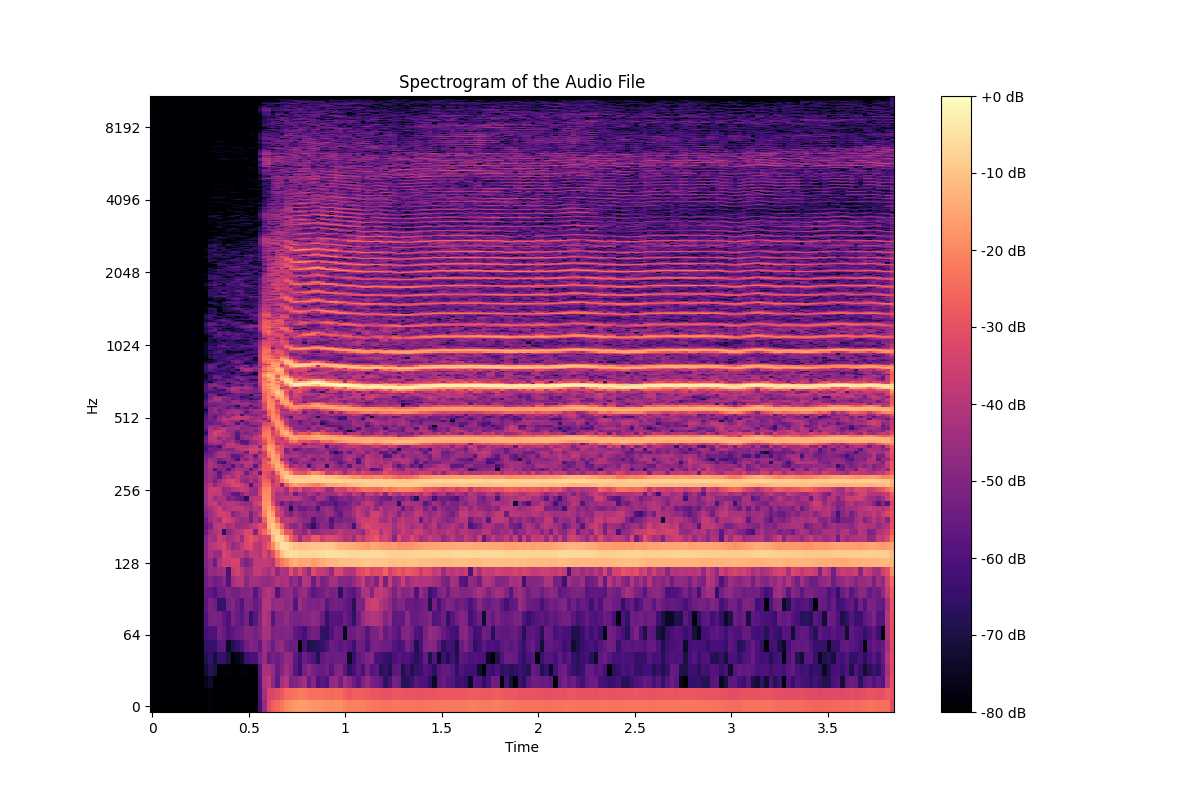 Spectrogram of the Audio File
8192
4096
2048
1024
512
256
128
64
0
Hz
0
0.5
1
1.5
2
2.5
3
3.5
Time
+0 dB
-10 dB
-20 dB
-30 dB
-40 dB
-50 dB
-60 dB
-70 dB
-80 dB